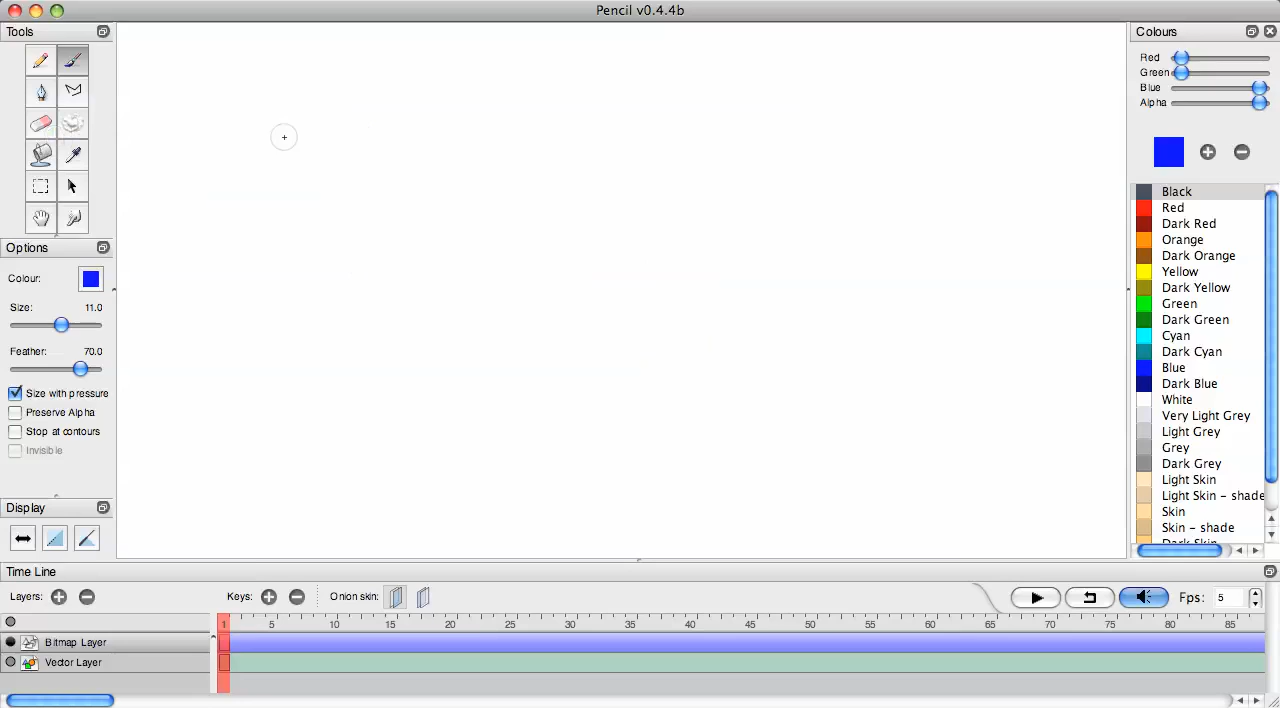 Pencil v0.4.4b
Tools
Options
Colour:
Size: 11.0
Feather: 70.0
Size with pressure
Preserve Alpha
Stop at contours
Invisible
Display
Colours
Red
Green
Blue
Alpha
Black
Red
Dark Red
Orange
Dark Orange
Yellow
Dark Yellow
Green
Dark Green
Cyan
Dark Cyan
Blue
Dark Blue
White
Very Light Grey
Light Grey
Grey
Dark Grey
Light Skin
Light Skin - shade
Skin
Skin - shade
Dark Skin
Time Line
Layers: Keys: Onion skin: Fps: 5
1 5 10 15 20 25 30 35 40 45 50 55 60 65 70 75 80 85
Bitmap Layer
Vector Layer